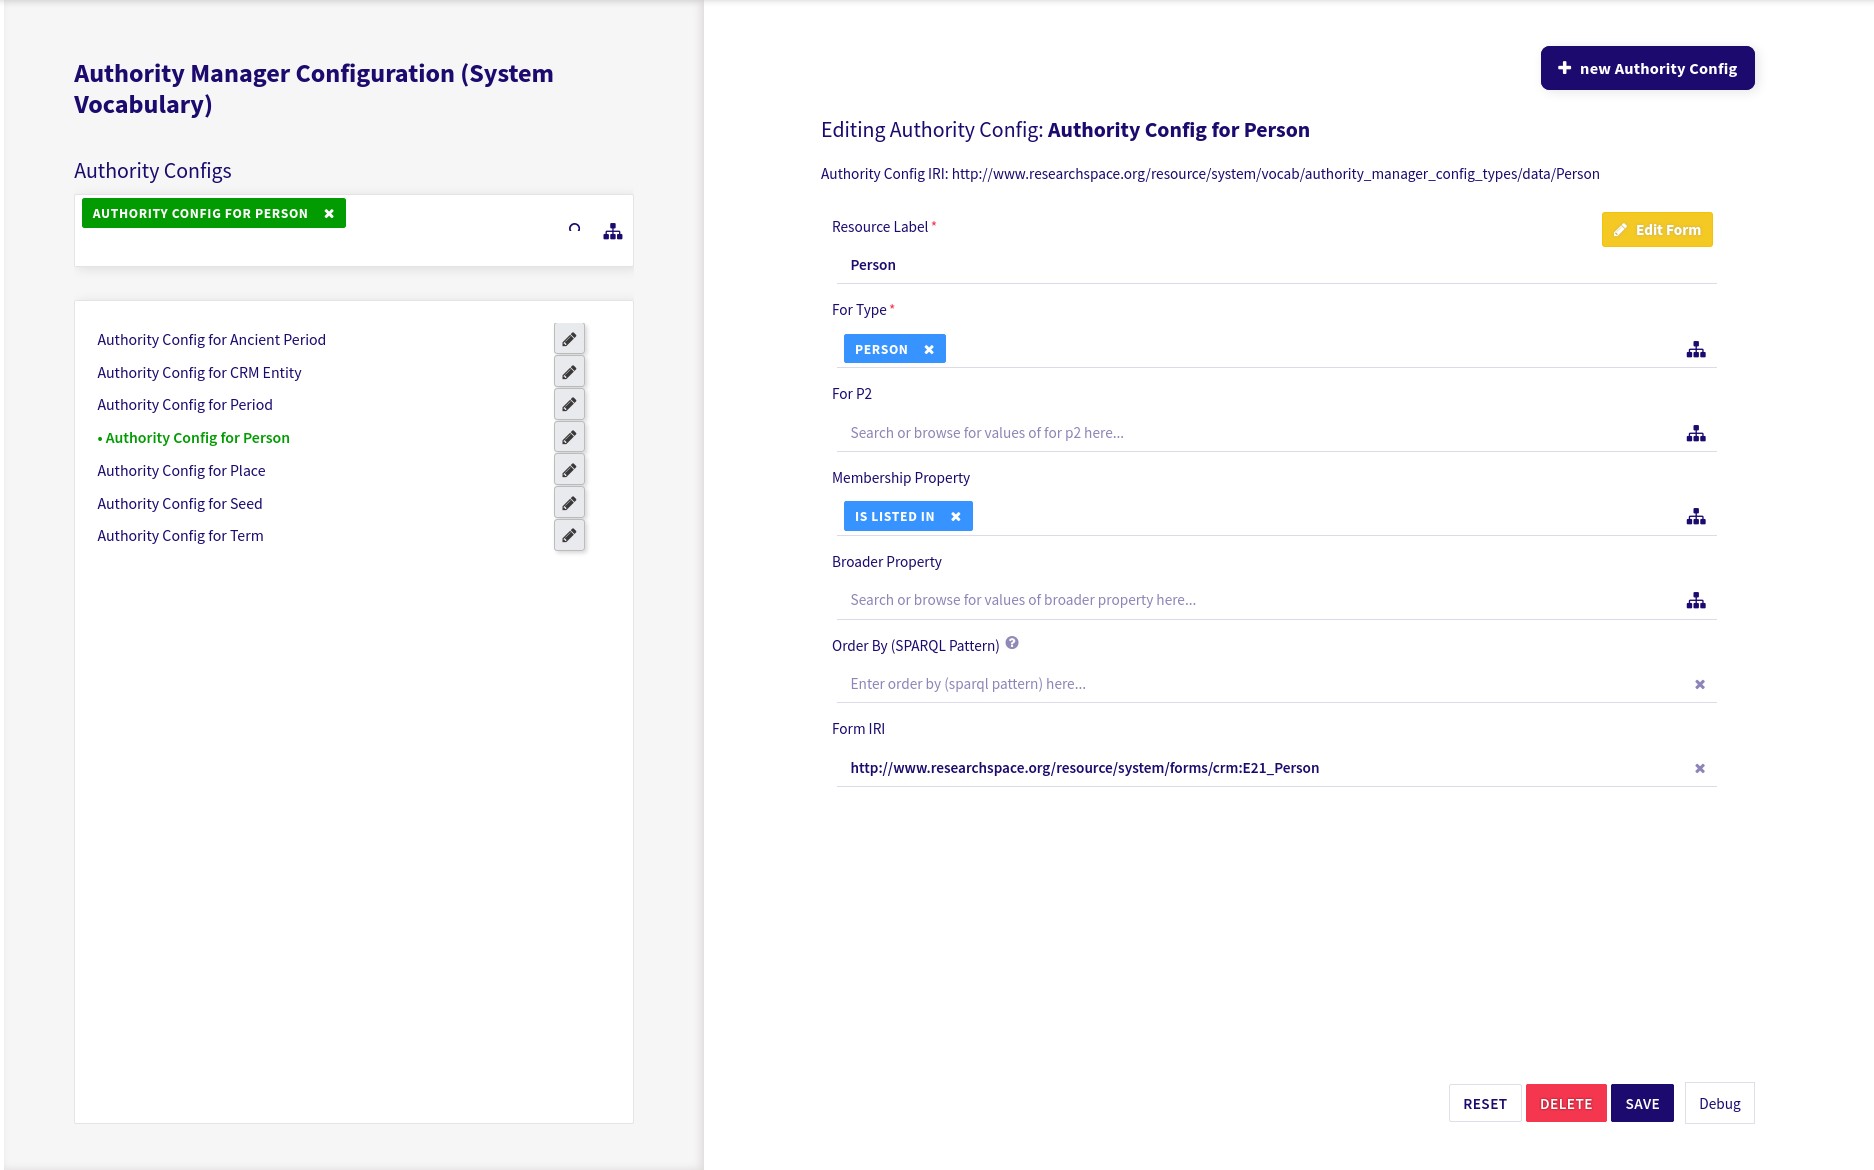 Authority Manager Configuration (System
Vocabulary)
Authority Configs
AUTHORITY CONFIG FOR PERSON
Authority Config for Ancient Period
Authority Config for CRM Entity
Authority Config for Period
• Authority Config for Person
Authority Config for Place
Authority Config for Seed
Authority Config for Term
new Authority Config
Editing Authority Config: Authority Config for Person
Authority Config IRI: http://www.researchspace.org/resource/system/vocab/authority_manager_config_types/data/Person
Resource Label *
Edit Form
Person
For Type *
PERSON
For P2
Search or browse for values of for p2 here...
Membership Property
IS LISTED IN
Broader Property
Search or browse for values of broader property here...
Order By (SPARQL Pattern)
Enter order by (sparql pattern) here...
Form IRI
http://www.researchspace.org/resource/system/forms/crm:E21_Person
RESET DELETE SAVE Debug